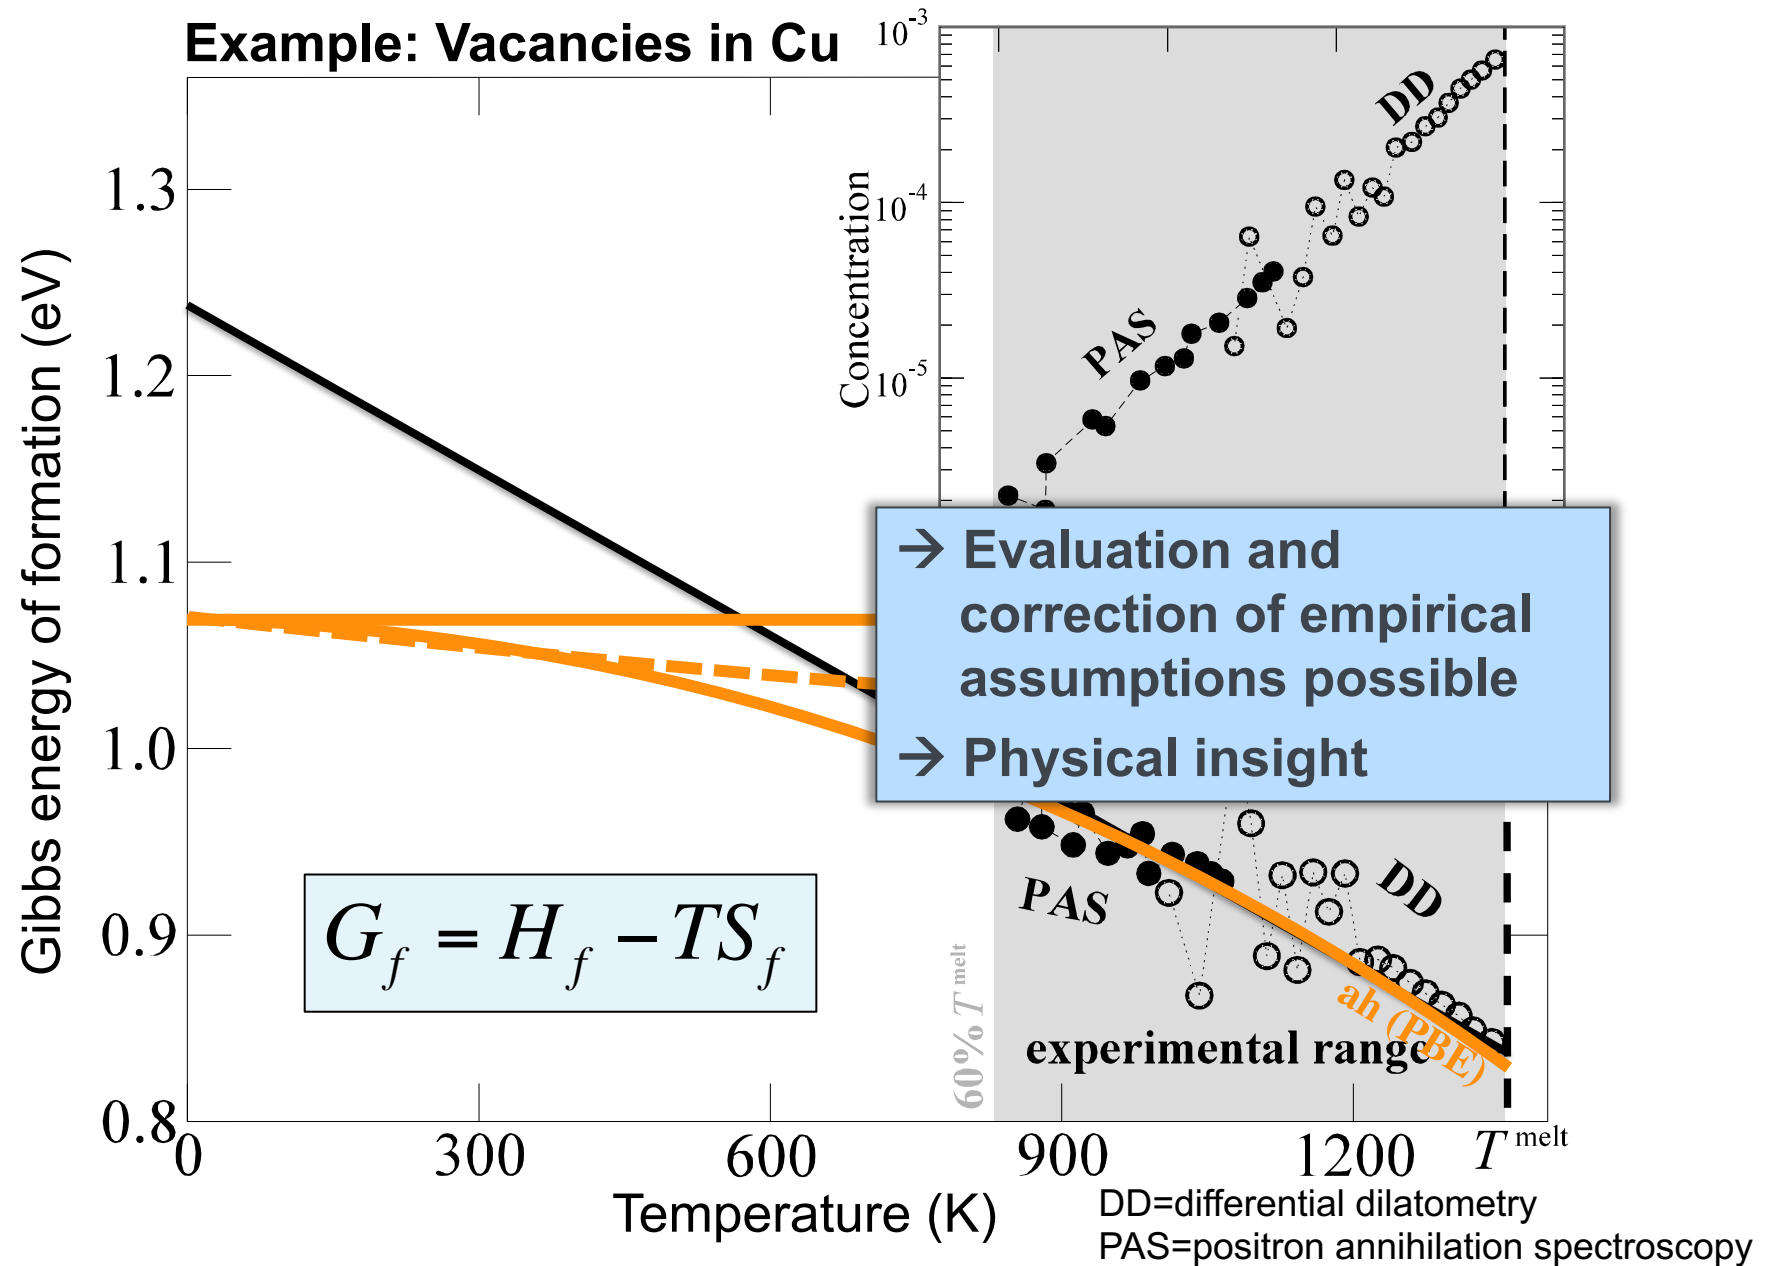 Example: Vacancies in Cu
Gibbs energy of formation (eV)
1.3
1.2
1.1
1.0
0.9
0.8
0
300
600
900
1200
T melt
Temperature (K)
Concentration
10-3
10-4
10-5
DD
PAS
→ Evaluation and
correction of empirical
assumptions possible
→ Physical insight
G_f = H_f − TS_f
PAS
DD
60% T melt
experimental range
ah (PBE)
DD=differential dilatometry
PAS=positron annihilation spectroscopy